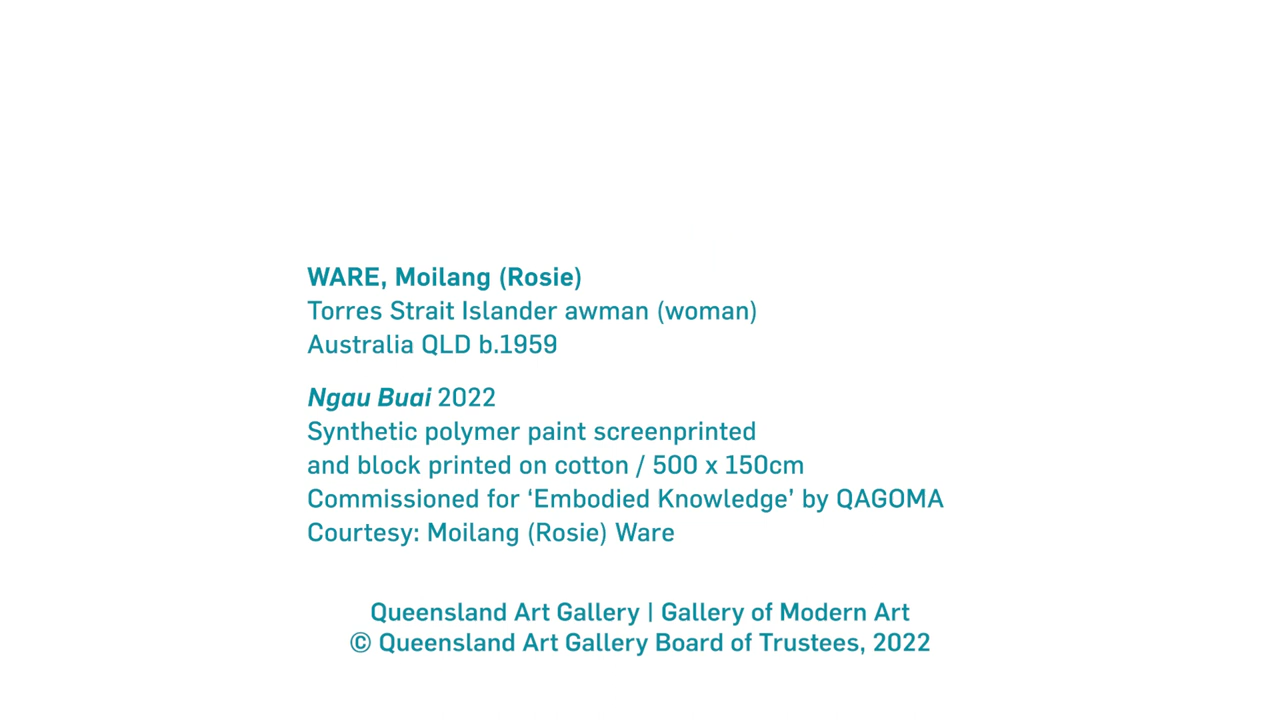 WARE, Moilang (Rosie)
Torres Strait Islander awman (woman)
Australia QLD b.1959
Ngau Buai 2022
Synthetic polymer paint screenprinted
and block printed on cotton / 500 x 150cm
Commissioned for ‘Embodied Knowledge’ by QAGOMA
Courtesy: Moilang (Rosie) Ware
Queensland Art Gallery | Gallery of Modern Art
© Queensland Art Gallery Board of Trustees, 2022